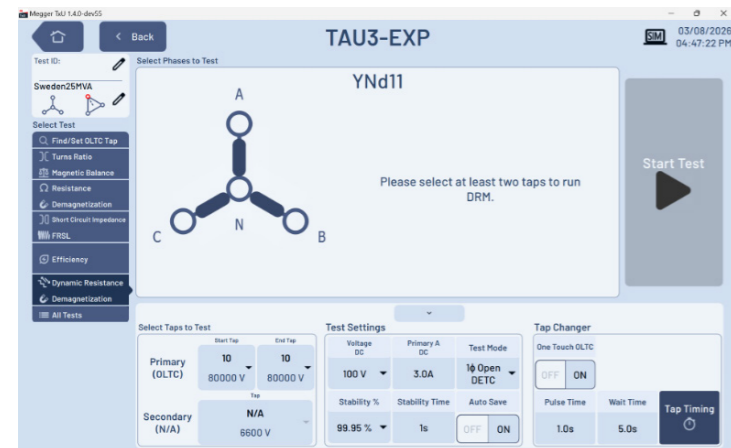 Megger TxU 1.4.0-dev55
Back
TAU3-EXP
SIM
03/08/2026
04:47:22 PM
Test ID:
Sweden25MVA
Select Test
Find/Set OLTC Tap
Turns Ratio
Magnetic Balance
Resistance
Demagnetization
Short Circuit Impedance
FRSL
Efficiency
Dynamic Resistance
Demagnetization
All Tests
Select Phases to Test
YNd11
A
C
N
B
Please select at least two taps to run
DRM.
Start Test
Select Taps to Test
Start Tap
End Tap
Primary
(OLTC)
10
80000 V
10
80000 V
Secondary
(N/A)
Tap
N/A
6600 V
Test Settings
Voltage
DC
100 V
Primary A
DC
3.0A
Test Mode
1ϕ Open
DETC
Stability %
99.95 %
Stability Time
1s
Auto Save
OFF ON
Tap Changer
One Touch OLTC
OFF ON
Pulse Time
1.0s
Wait Time
5.0s
Tap Timing